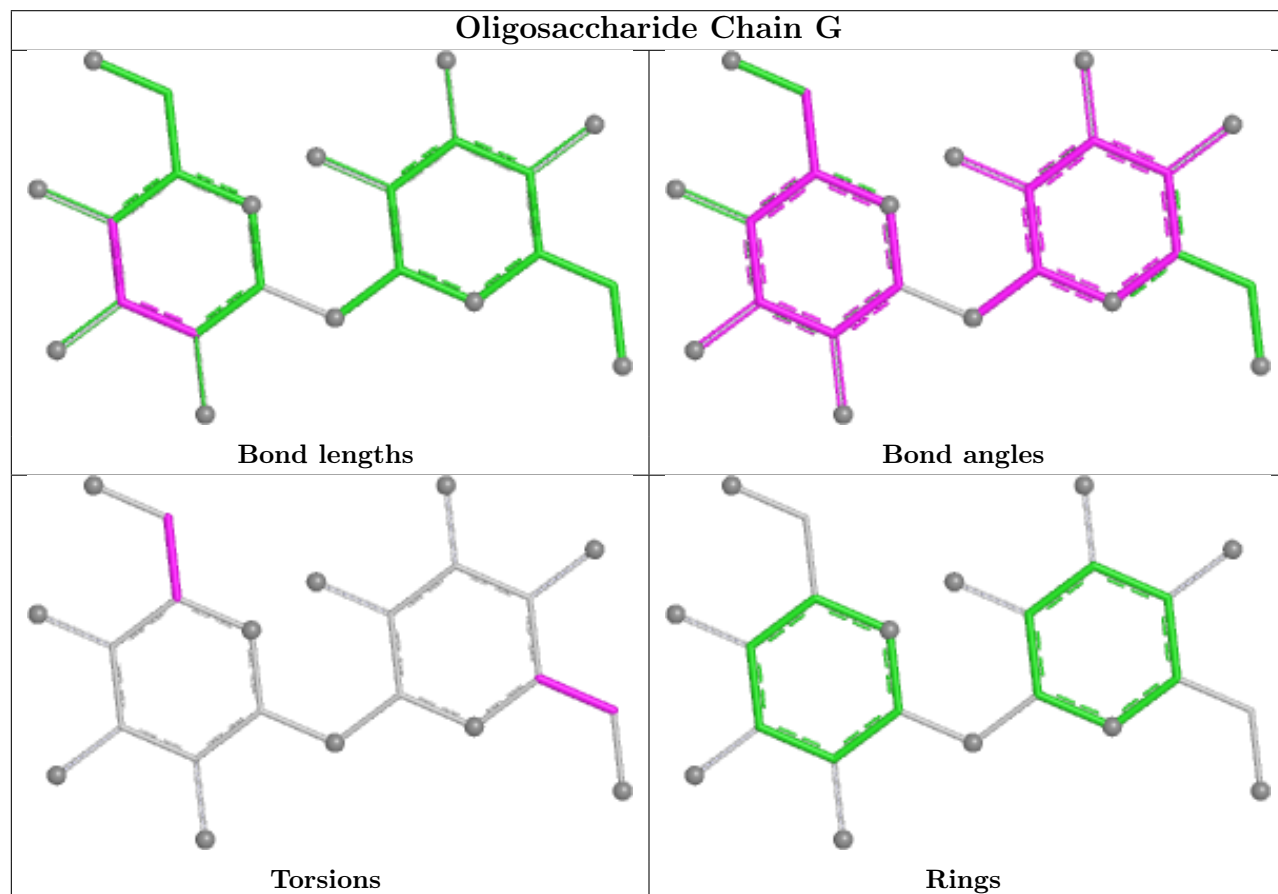 Oligosaccharide Chain G
Bond lengths
Bond angles
Torsions
Rings